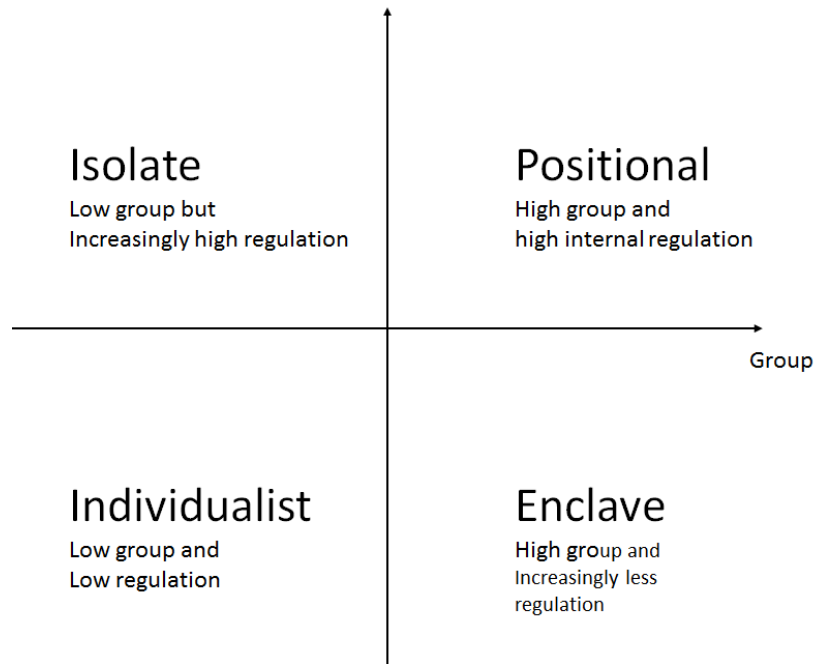 Isolate
Low group but
Increasingly high regulation
Positional
High group and
high internal regulation
Group
Individualist
Low group and
Low regulation
Enclave
High group and
Increasingly less
regulation